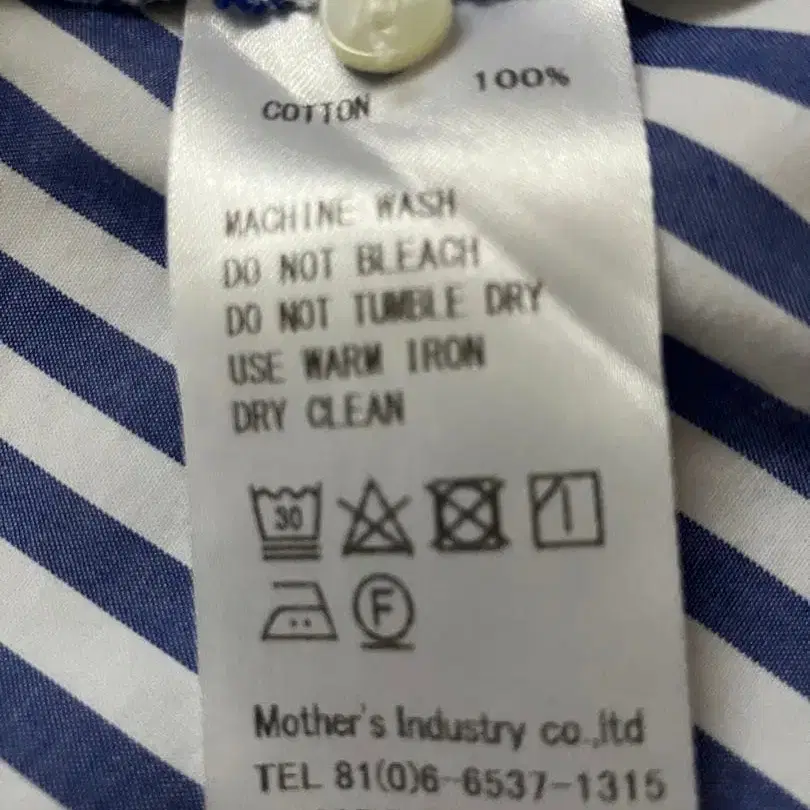 COTTON 100%
MACHINE WASH
DO NOT BLEACH
DO NOT TUMBLE DRY
USE WARM IRON
DRY CLEAN
30
F
Mother's Industry co.,ltd
TEL 81(0)6-6537-1315